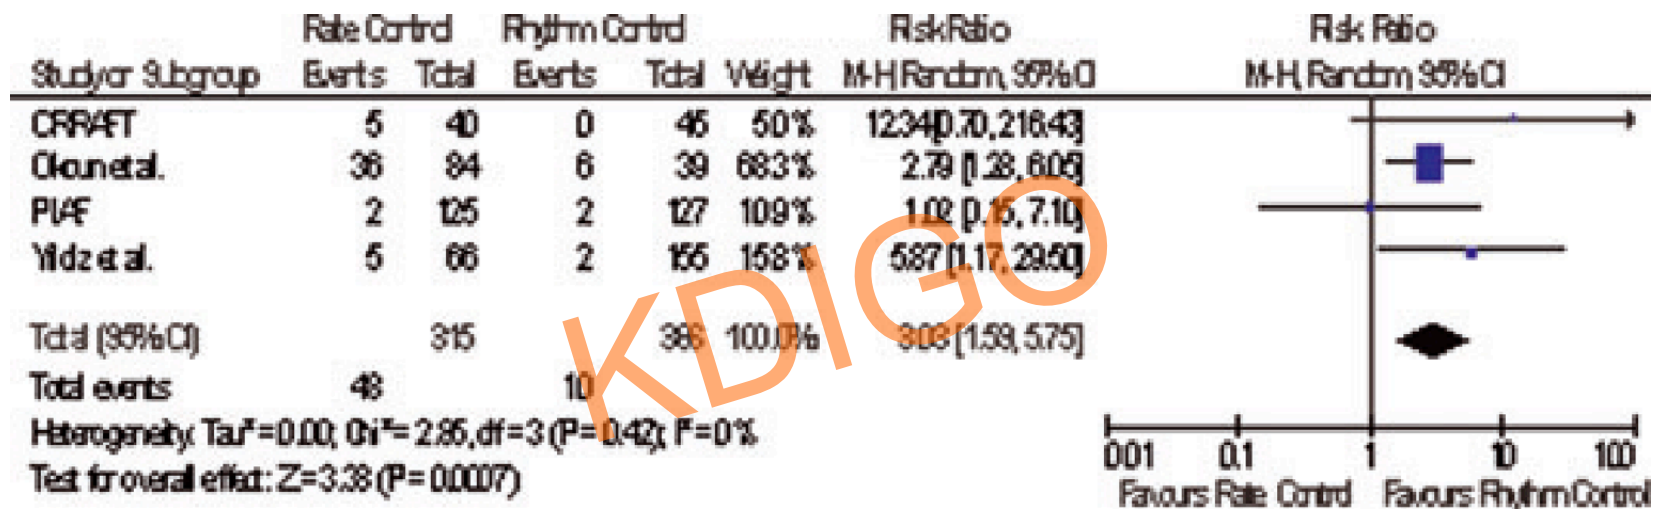 Rate Control Rhythm Control Risk Ratio Risk Ratio
Study or Subgroup Events Total Events Total Weight M-H, Random, 95% CI M-H, Random, 95% CI
CRRAFT 5 40 0 45 5.0% 12.34 [0.70, 216.43]
Okcun et al. 36 84 6 39 68.3% 2.79 [1.28, 6.05]
PIAF 2 125 2 127 10.9% 1.02 [0.15, 7.10]
Yildiz et al. 5 66 2 155 15.8% 5.87 [1.17, 29.50]
Total (95% CI) 315 366 100.0% 3.03 [1.59, 5.75]
Total events 48 10
Heterogeneity: Tau² = 0.00; Chi² = 2.85, df = 3 (P = 0.42); I² = 0%
Test for overall effect: Z = 3.38 (P = 0.0007)
0.01 0.1 1 10 100
Favours Rate Control Favours Rhythm Control
KDIGO